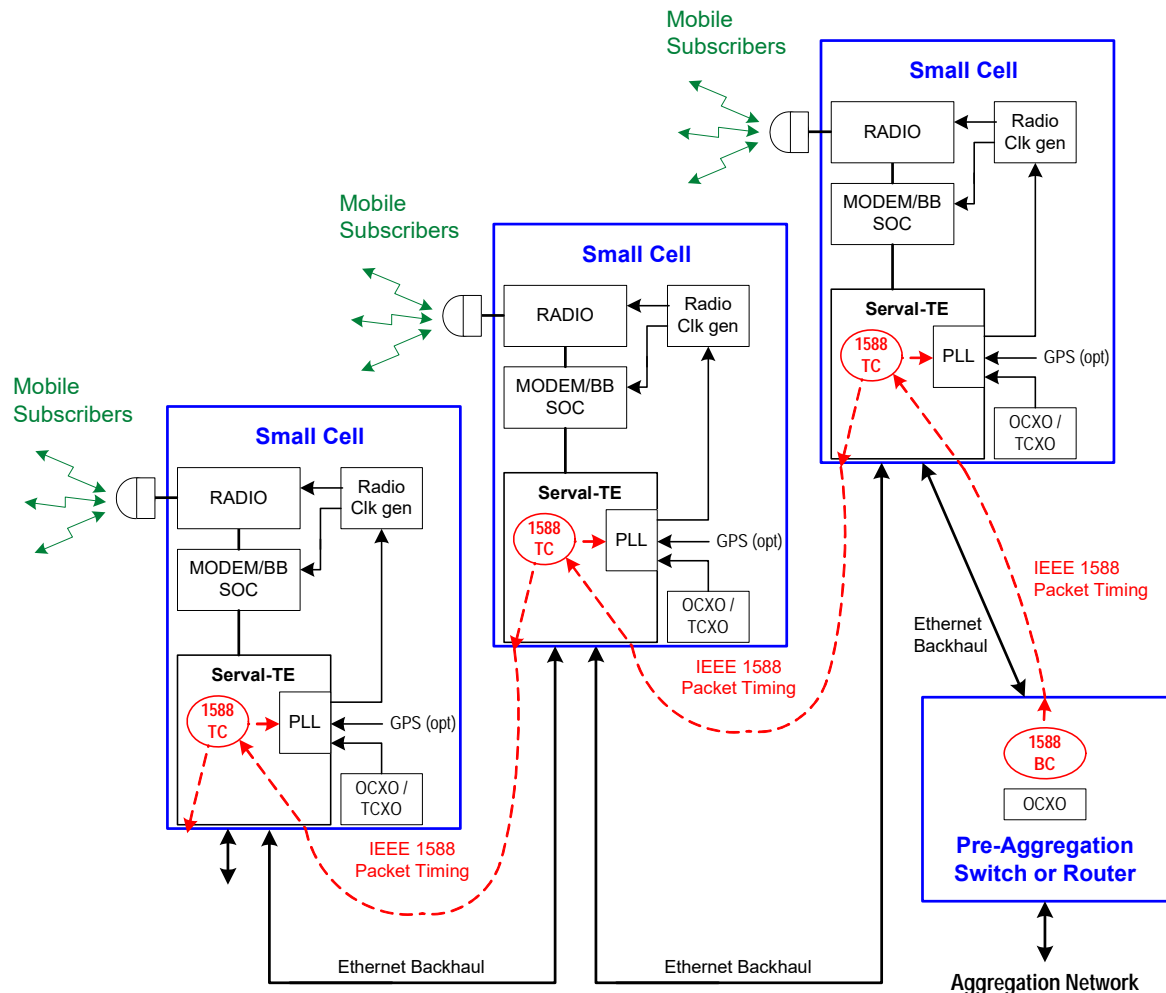 Mobile
Subscribers
Small Cell
RADIO
Radio
Clk gen
MODEM/BB
SOC
Serval-TE
1588
TC
PLL
GPS (opt)
OCXO /
TCXO
Mobile
Subscribers
Small Cell
RADIO
Radio
Clk gen
MODEM/BB
SOC
Serval-TE
1588
TC
PLL
GPS (opt)
OCXO /
TCXO
Mobile
Subscribers
Small Cell
RADIO
Radio
Clk gen
MODEM/BB
SOC
Serval-TE
1588
TC
PLL
GPS (opt)
OCXO /
TCXO
IEEE 1588
Packet Timing
IEEE 1588
Packet Timing
IEEE 1588
Packet Timing
Ethernet
Backhaul
1588
BC
OCXO
Pre-Aggregation
Switch or Router
Ethernet Backhaul
Ethernet Backhaul
Aggregation Network